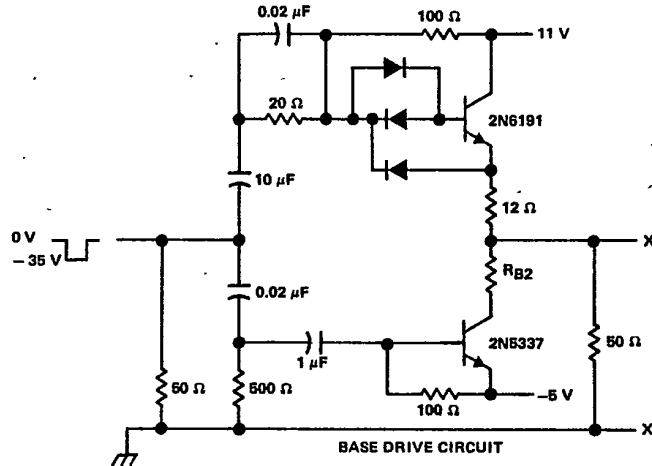 0.02 µF
100 Ω
11 V
20 Ω
2N6191
10 µF
12 Ω
0 V
−35 V
X
RB2
0.02 µF
2N5337
50 Ω
1 µF
50 Ω
500 Ω
100 Ω
−5 V
X
BASE DRIVE CIRCUIT